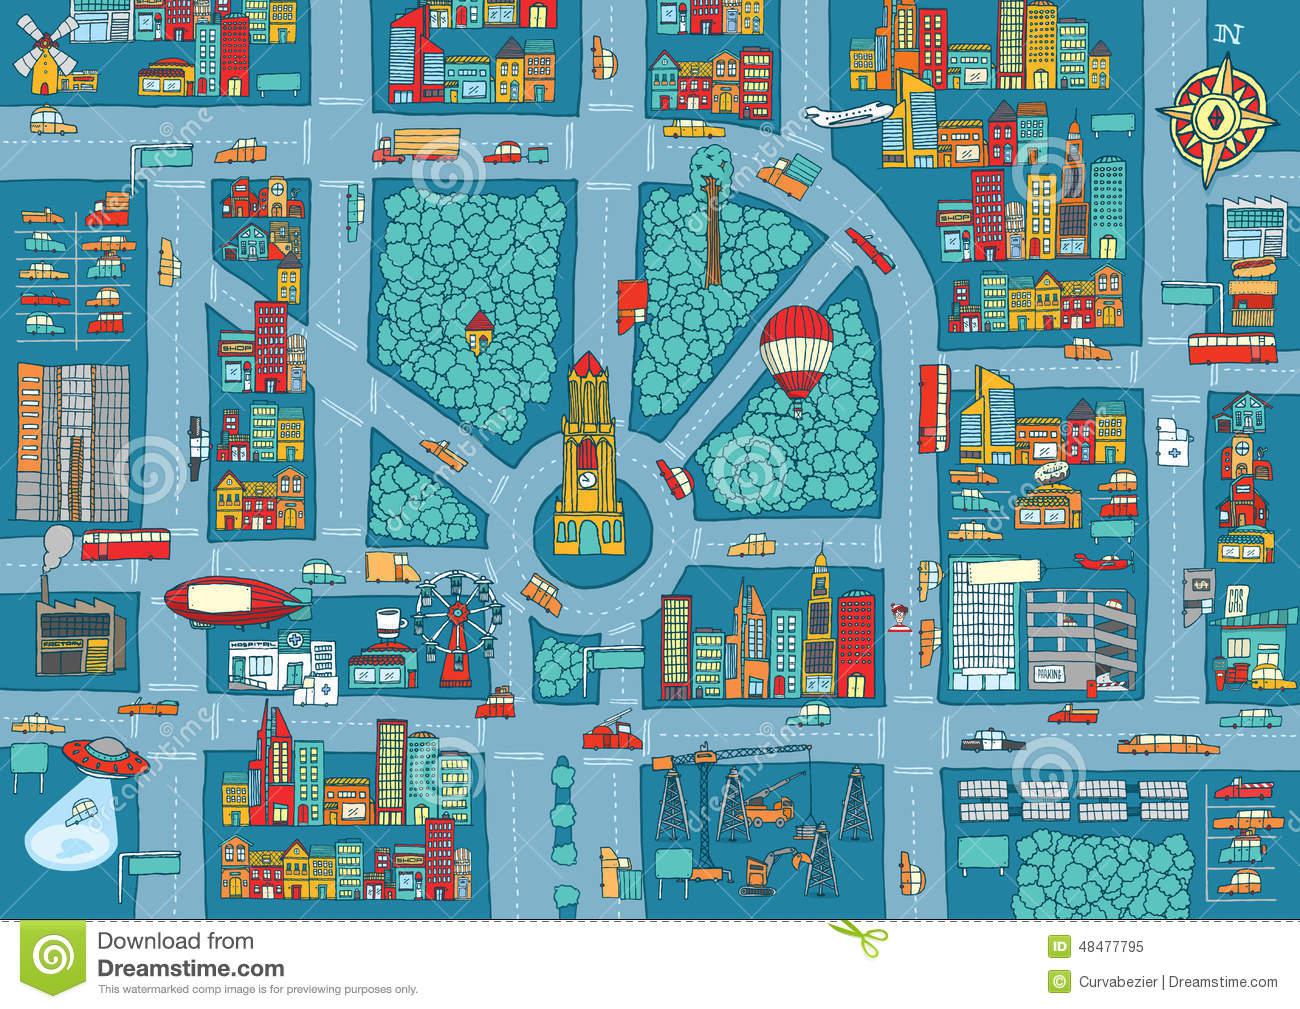 N
SHOP
SHOP
FACTORY
HOSPITAL
PARKING
GAS
SHOP
Download from
Dreamstime.com
This watermarked comp image is for previewing purposes only.
ID 48477795
© Curvabezier | Dreamstime.com